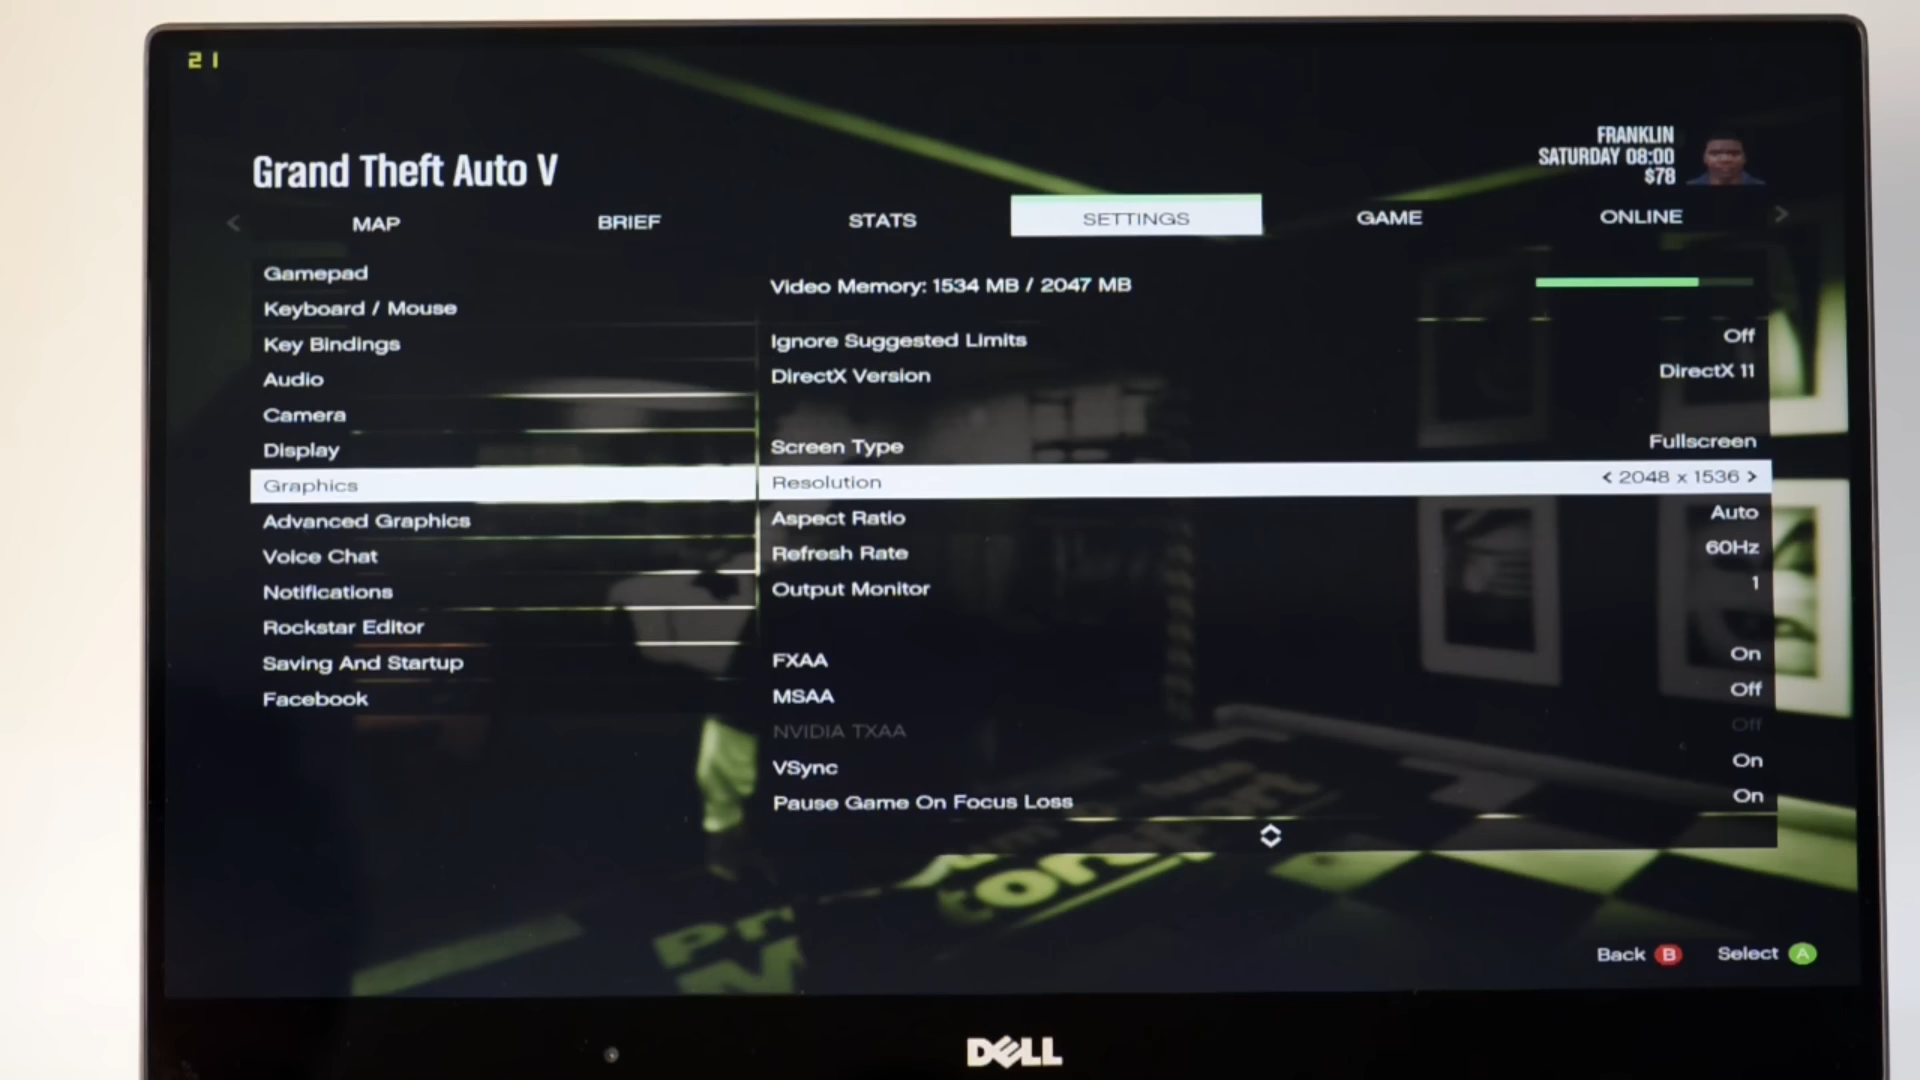 21
FRANKLIN
SATURDAY 08:00
$78
Grand Theft Auto V
MAP BRIEF STATS SETTINGS GAME ONLINE
Gamepad
Keyboard / Mouse
Key Bindings
Audio
Camera
Display
Graphics
Advanced Graphics
Voice Chat
Notifications
Rockstar Editor
Saving And Startup
Facebook
Video Memory: 1534 MB / 2047 MB
Ignore Suggested Limits Off
DirectX Version DirectX 11
Screen Type Fullscreen
Resolution < 2048 x 1536 >
Aspect Ratio Auto
Refresh Rate 60Hz
Output Monitor 1
FXAA On
MSAA Off
NVIDIA TXAA Off
VSync On
Pause Game On Focus Loss On
Back B Select A
DELL